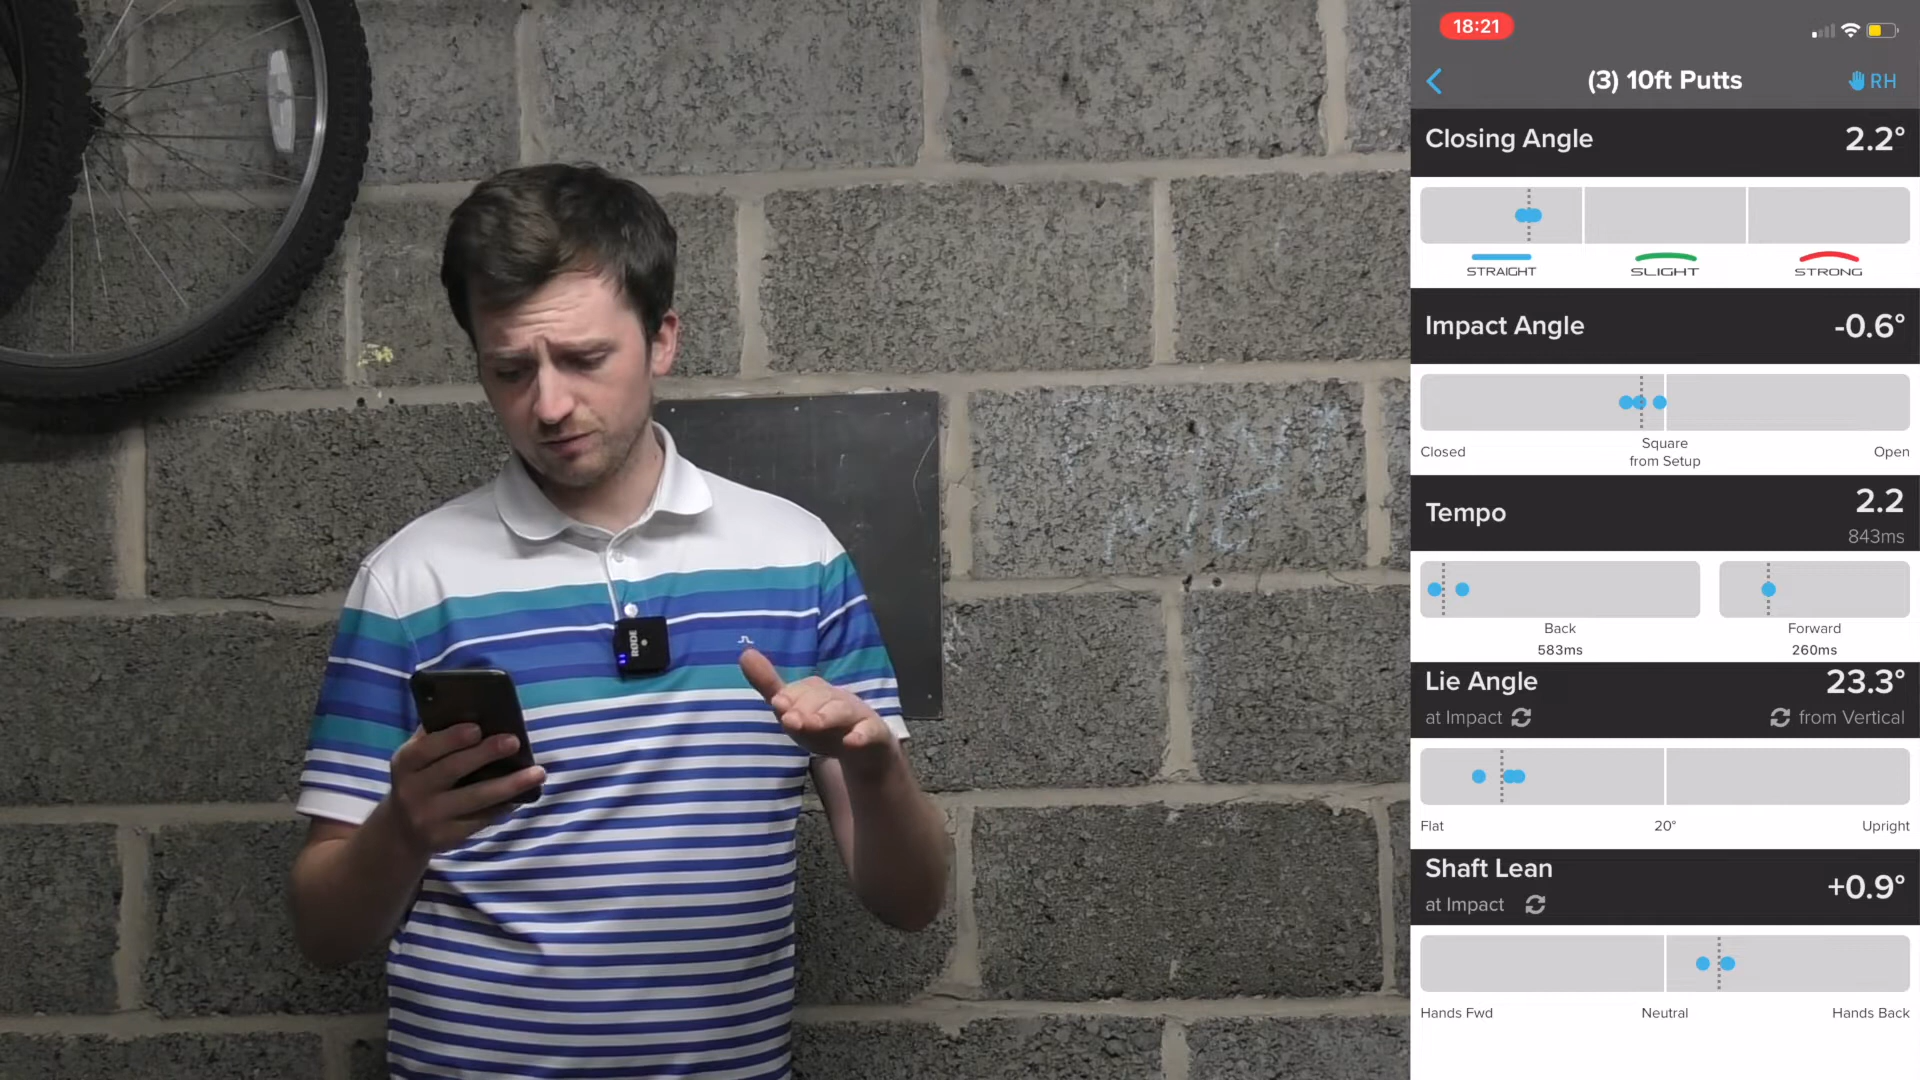 18:21
(3) 10ft Putts
RH
Closing Angle
2.2°
STRAIGHT
SLIGHT
STRONG
Impact Angle
-0.6°
Closed
Square
from Setup
Open
Tempo
2.2
843ms
Back
583ms
Forward
260ms
Lie Angle
23.3°
at Impact
from Vertical
Flat
20°
Upright
Shaft Lean
+0.9°
at Impact
Hands Fwd
Neutral
Hands Back
RODE